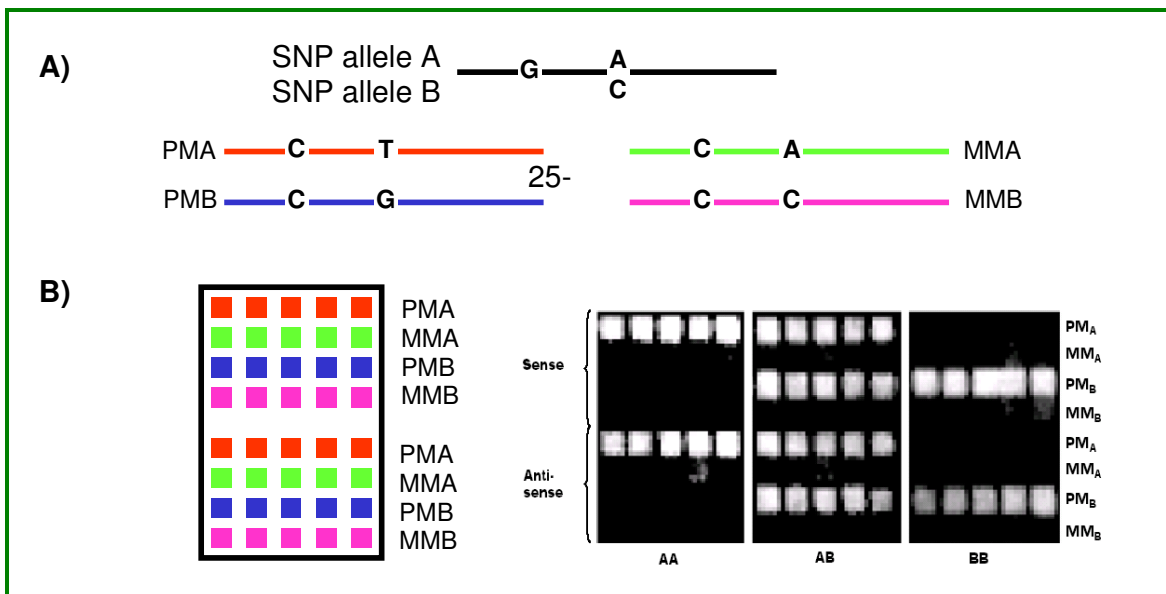 A)
SNP allele A
SNP allele B
G A
C
PMA C T
C A MMA
25-
PMB C G
C C MMB
B)
PMA
MMA
PMB
MMB
PMA
MMA
PMB
MMB
Sense
Anti-
sense
PMA
MMA
PMB
MMB
PMA
MMA
PMB
MMB
AA AB BB